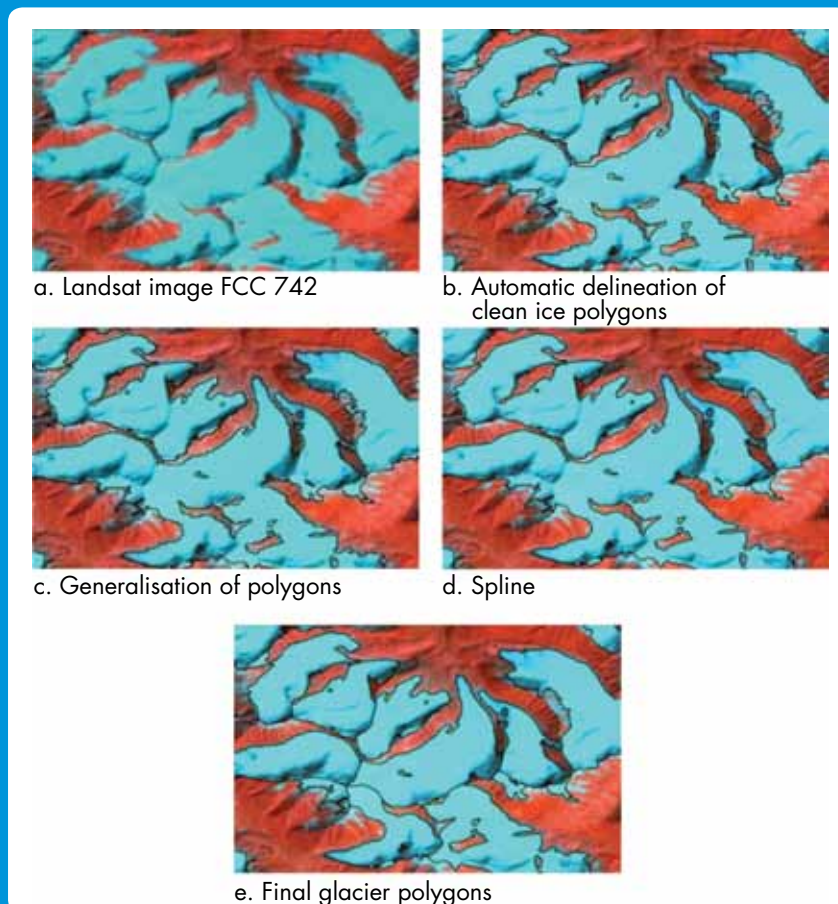 a. Landsat image FCC 742
b. Automatic delineation of
clean ice polygons
c. Generalisation of polygons
d. Spline
e. Final glacier polygons